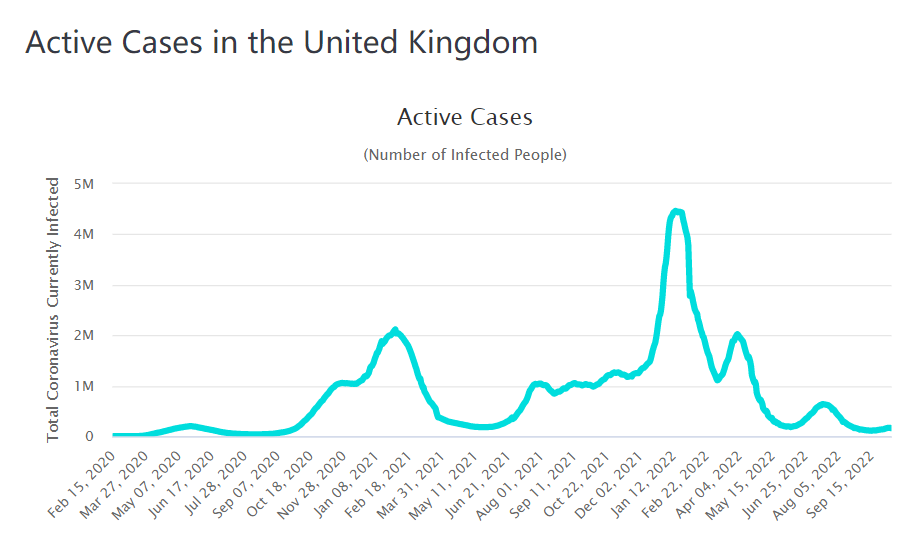 Active Cases in the United Kingdom
Active Cases
(Number of Infected People)
Total Coronavirus Currently Infected
5M
4M
3M
2M
1M
0
Feb 15, 2020
Mar 27, 2020
May 07, 2020
Jun 17, 2020
Jul 28, 2020
Sep 07, 2020
Oct 18, 2020
Nov 28, 2020
Jan 08, 2021
Feb 18, 2021
Mar 31, 2021
May 11, 2021
Jun 21, 2021
Aug 01, 2021
Sep 11, 2021
Oct 22, 2021
Dec 02, 2021
Jan 12, 2022
Feb 22, 2022
Apr 04, 2022
May 15, 2022
Jun 25, 2022
Aug 05, 2022
Sep 15, 2022